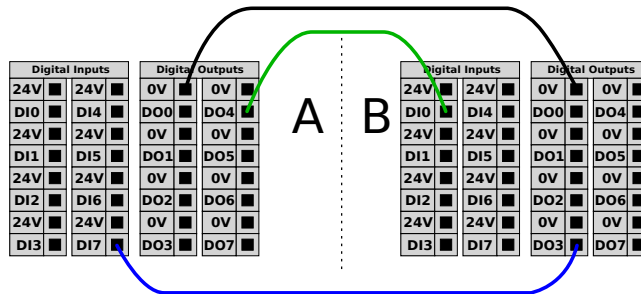 Digital Inputs Digital Outputs Digital Inputs Digital Outputs
24V 24V 0V 0V 24V 24V 0V 0V
DI0 DI4 DO0 DO4 A B DI0 DI4 DO0 DO4
24V 24V 0V 0V 24V 24V 0V 0V
DI1 DI5 DO1 DO5 DI1 DI5 DO1 DO5
24V 24V 0V 0V 24V 24V 0V 0V
DI2 DI6 DO2 DO6 DI2 DI6 DO2 DO6
24V 24V 0V 0V 24V 24V 0V 0V
DI3 DI7 DO3 DO7 DI3 DI7 DO3 DO7